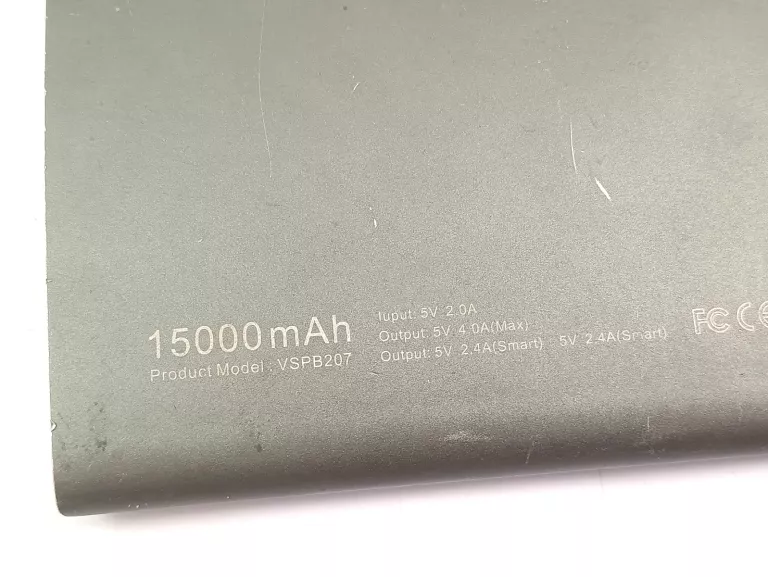 15000mAh
Product Model : VSPB207
Iuput: 5V 2.0A
Output: 5V 4.0A(Max)
Output: 5V 2.4A(Smart) 5V 2.4A(Smart)
FC CE